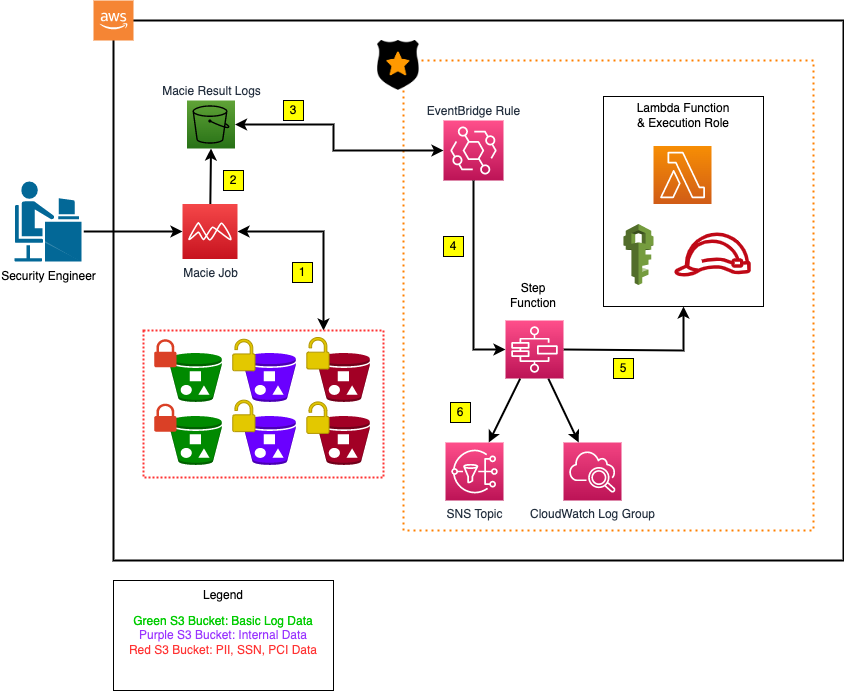 aws
Macie Result Logs
3
EventBridge Rule
Lambda Function
& Execution Role
2
Security Engineer
Macie Job
1
4
Step
Function
5
6
SNS Topic
CloudWatch Log Group
Legend
Green S3 Bucket: Basic Log Data
Purple S3 Bucket: Internal Data
Red S3 Bucket: PII, SSN, PCI Data